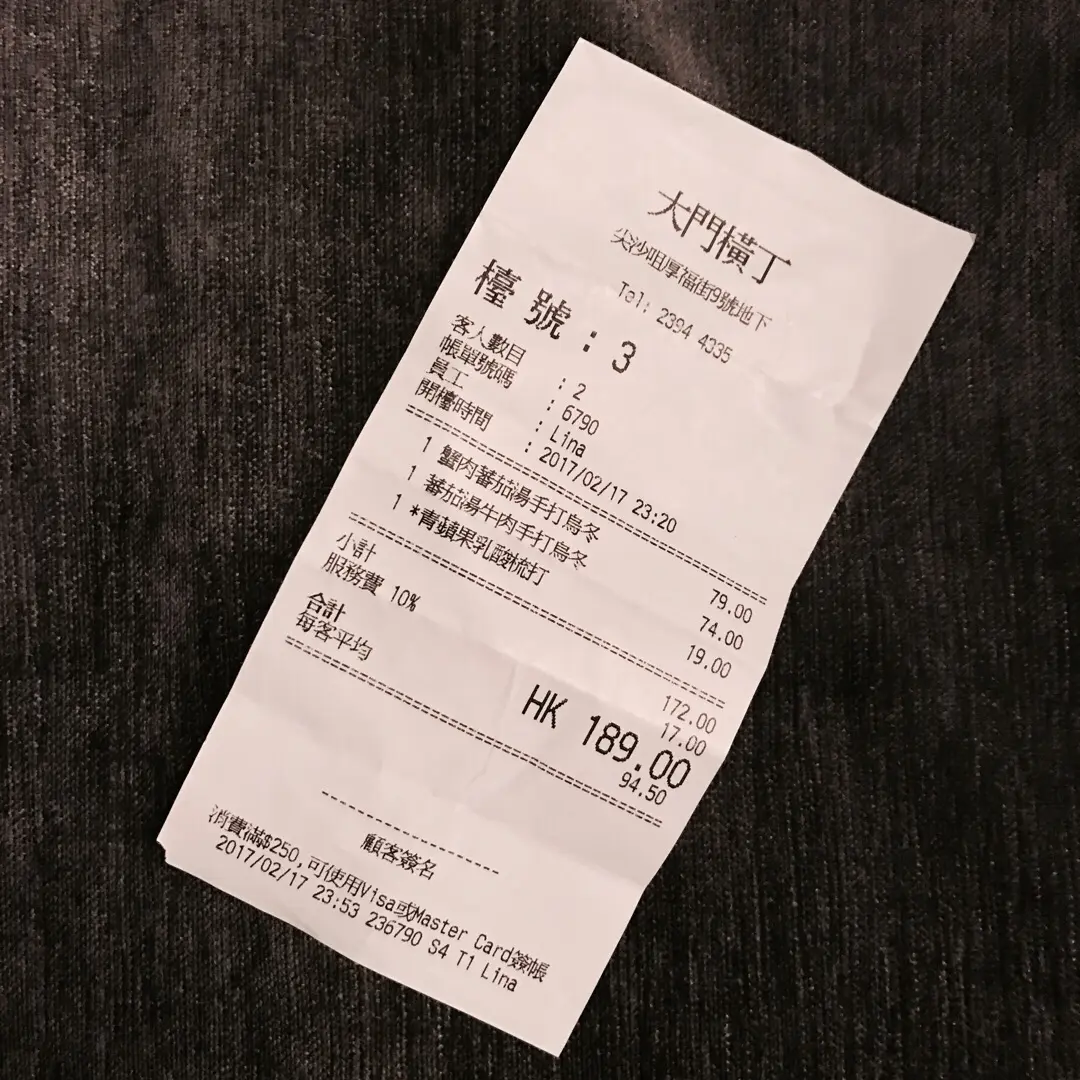 大門橫丁
尖沙咀厚福街9號地下
Tel: 2394 4335
檯號 : 3
客人數目 : 2
帳單號碼 : 6790
員工 : Lina
開檯時間 : 2017/02/17 23:20
1 蟹肉蕃茄湯手打烏冬 79.00
1 蕃茄湯牛肉手打烏冬 74.00
1 *青蘋果乳酸梳打 19.00
小計 172.00
服務費 10% 17.00
合計 HK 189.00
每客平均 94.50
顧客簽名
消費滿$250,可使用Visa或Master Card簽帳
2017/02/17 23:53 236790 S4 T1 Lina